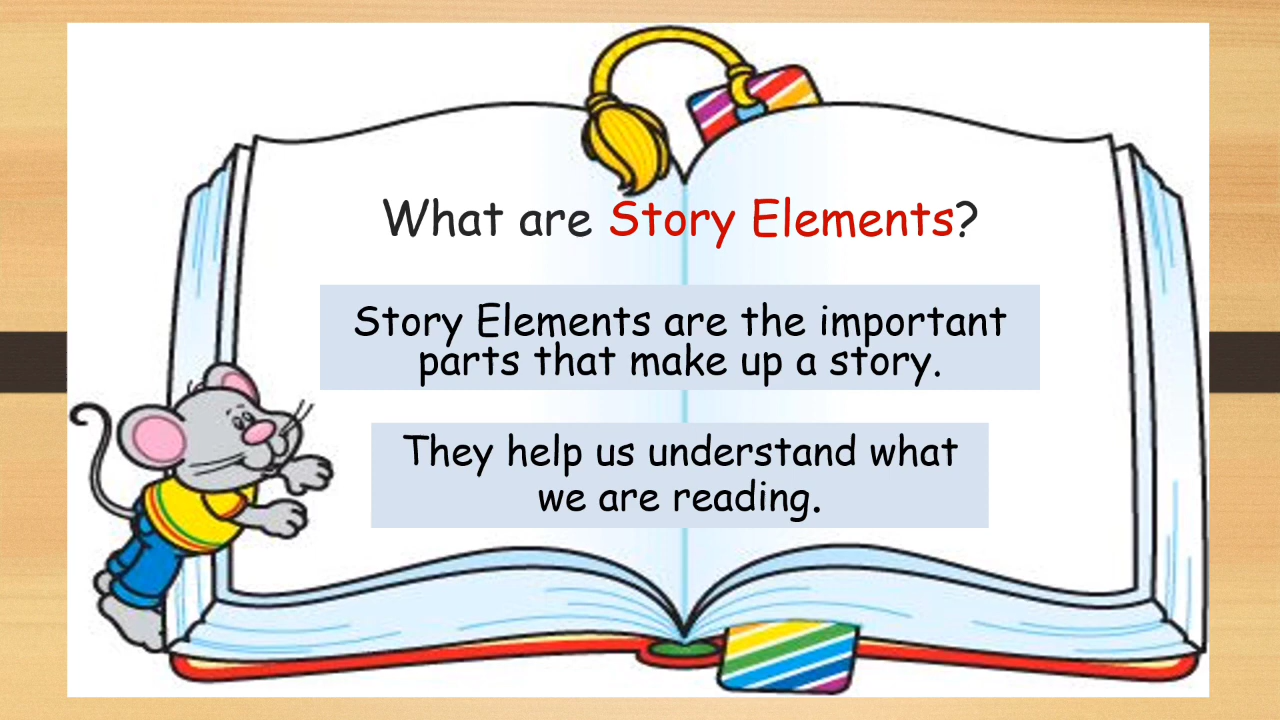 What are Story Elements?
Story Elements are the important
parts that make up a story.
They help us understand what
we are reading.